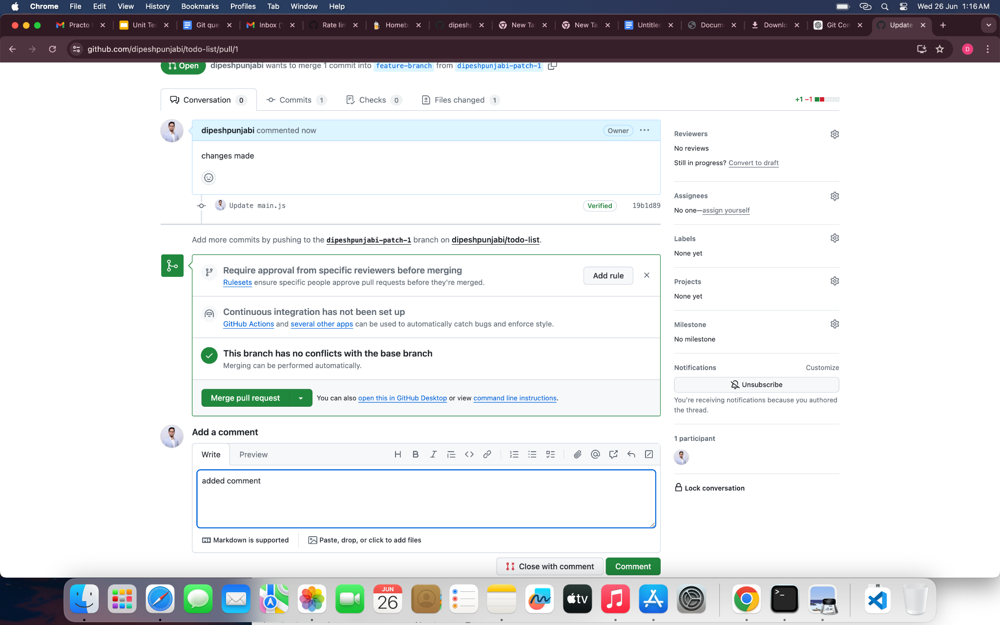 Chrome File Edit View History Bookmarks Profiles Tab Window Help Wed 26 Jun 1:16 AM
Practo Unit Te Git que Inbox ( Rate lin Homeb dipesh New Ta New Ta Untitle Docum Downlo Git Con Update
github.com/dipeshpunjabi/todo-list/pull/1 D
Open dipeshpunjabi wants to merge 1 commit into feature-branch from dipeshpunjabi-patch-1
Conversation 0 Commits 1 Checks 0 Files changed 1 +1 −1
dipeshpunjabi commented now Owner
changes made
Update main.js Verified 19b1d89
Add more commits by pushing to the dipeshpunjabi-patch-1 branch on dipeshpunjabi/todo-list.
Require approval from specific reviewers before merging
Rulesets ensure specific people approve pull requests before they're merged.
Add rule
Continuous integration has not been set up
GitHub Actions and several other apps can be used to automatically catch bugs and enforce style.
This branch has no conflicts with the base branch
Merging can be performed automatically.
Merge pull request You can also open this in GitHub Desktop or view command line instructions.
Add a comment
Write Preview
added comment
Markdown is supported Paste, drop, or click to add files
Close with comment Comment
Reviewers
No reviews
Still in progress? Convert to draft
Assignees
No one—assign yourself
Labels
None yet
Projects
None yet
Milestone
No milestone
Notifications Customize
Unsubscribe
You're receiving notifications because you authored
the thread.
1 participant
Lock conversation
JUN
26
tv